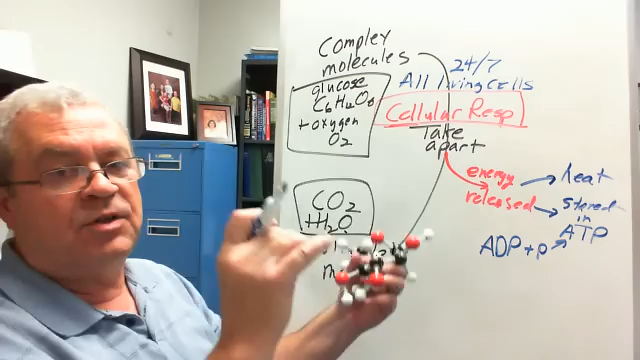 Complex
molecules
glucose
C6H12O6
+ oxygen
O2
24/7
All living cells
Cellular Resp
Take
apart
energy
released
heat
stored
in
ATP
ADP + p
CO2
+ H2O